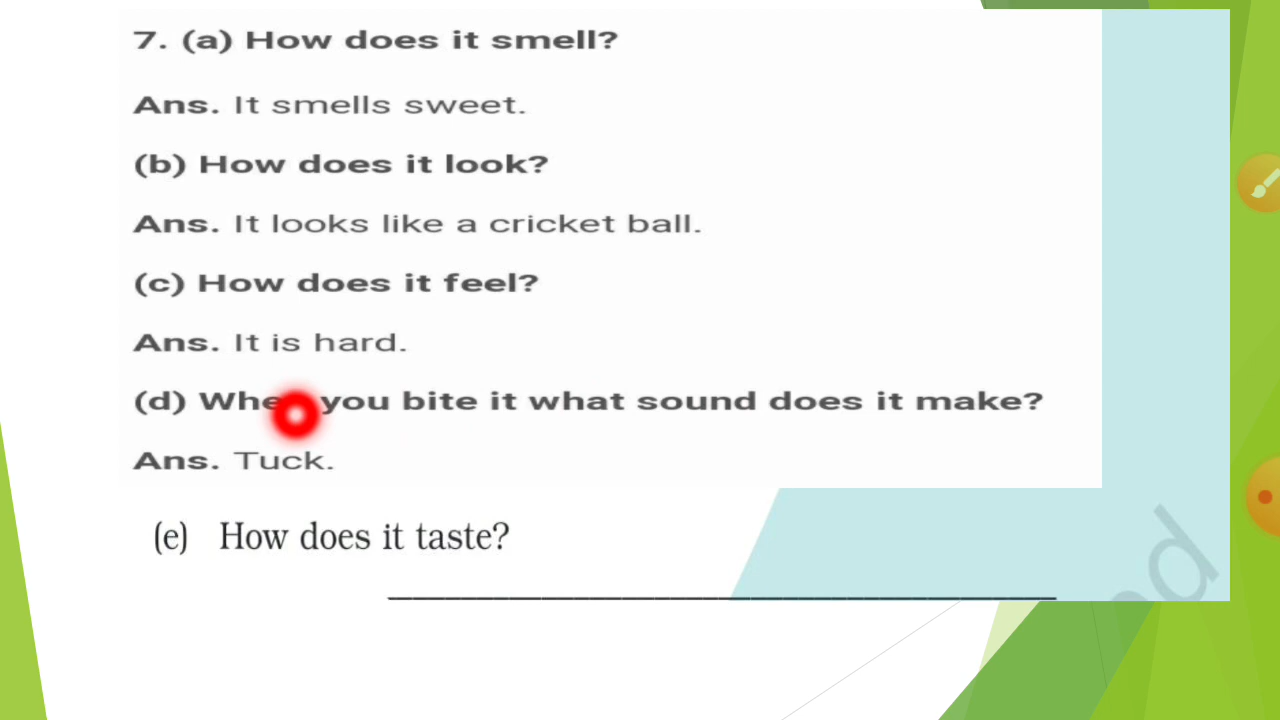 7. (a) How does it smell?
Ans. It smells sweet.
(b) How does it look?
Ans. It looks like a cricket ball.
(c) How does it feel?
Ans. It is hard.
(d) When you bite it what sound does it make?
Ans. Tuck.
(e) How does it taste?